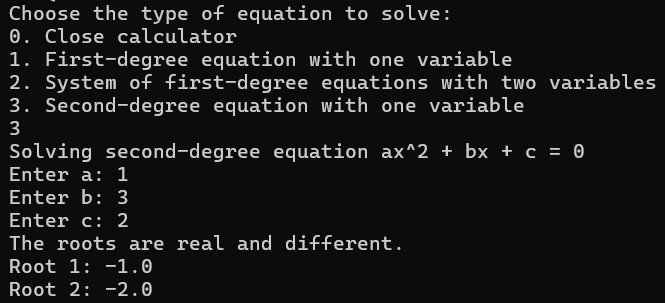 Choose the type of equation to solve:
0. Close calculator
1. First-degree equation with one variable
2. System of first-degree equations with two variables
3. Second-degree equation with one variable
3
Solving second-degree equation ax^2 + bx + c = 0
Enter a: 1
Enter b: 3
Enter c: 2
The roots are real and different.
Root 1: -1.0
Root 2: -2.0